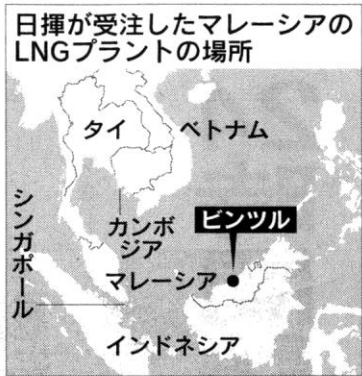 日揮が受注したマレーシアの
LNGプラントの場所
タイ
ベトナム
シンガポール
カンボ
ジア
ビンツル
マレーシア
インドネシア